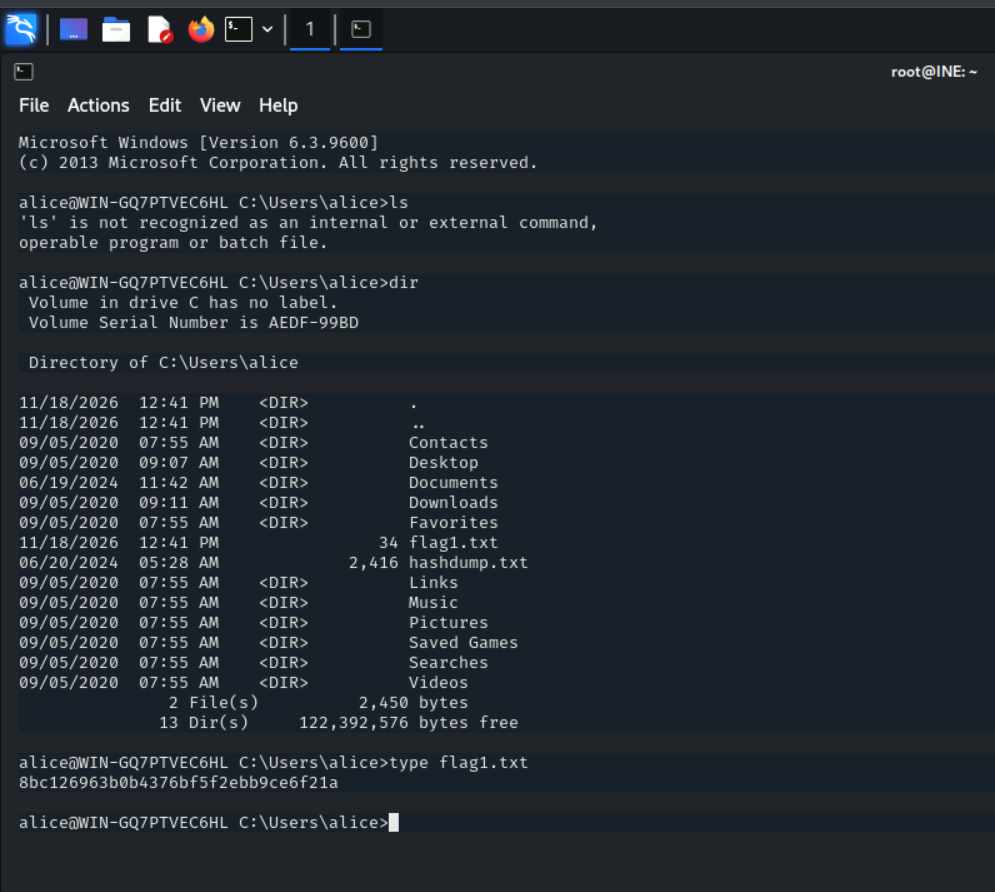 1
root@INE: ~
File Actions Edit View Help
Microsoft Windows [Version 6.3.9600]
(c) 2013 Microsoft Corporation. All rights reserved.
alice@WIN-GQ7PTVEC6HL C:\Users\alice>ls
'ls' is not recognized as an internal or external command,
operable program or batch file.
alice@WIN-GQ7PTVEC6HL C:\Users\alice>dir
 Volume in drive C has no label.
 Volume Serial Number is AEDF-99BD
 Directory of C:\Users\alice
11/18/2026  12:41 PM    <DIR>          .
11/18/2026  12:41 PM    <DIR>          ..
09/05/2020  07:55 AM    <DIR>          Contacts
09/05/2020  09:07 AM    <DIR>          Desktop
06/19/2024  11:42 AM    <DIR>          Documents
09/05/2020  09:11 AM    <DIR>          Downloads
09/05/2020  07:55 AM    <DIR>          Favorites
11/18/2026  12:41 PM                34 flag1.txt
06/20/2024  05:28 AM             2,416 hashdump.txt
09/05/2020  07:55 AM    <DIR>          Links
09/05/2020  07:55 AM    <DIR>          Music
09/05/2020  07:55 AM    <DIR>          Pictures
09/05/2020  07:55 AM    <DIR>          Saved Games
09/05/2020  07:55 AM    <DIR>          Searches
09/05/2020  07:55 AM    <DIR>          Videos
               2 File(s)          2,450 bytes
              13 Dir(s)     122,392,576 bytes free
alice@WIN-GQ7PTVEC6HL C:\Users\alice>type flag1.txt
8bc126963b0b4376bf5f2ebb9ce6f21a
alice@WIN-GQ7PTVEC6HL C:\Users\alice>